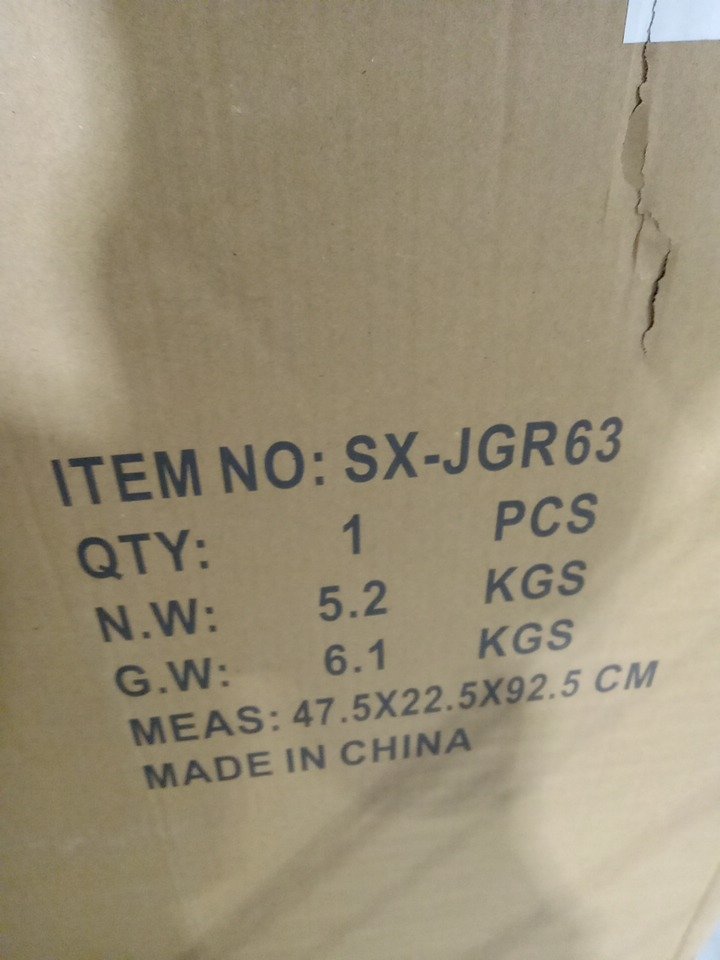 ITEM NO: SX-JGR63
QTY: 1 PCS
N.W: 5.2 KGS
G.W: 6.1 KGS
MEAS: 47.5X22.5X92.5 CM
MADE IN CHINA